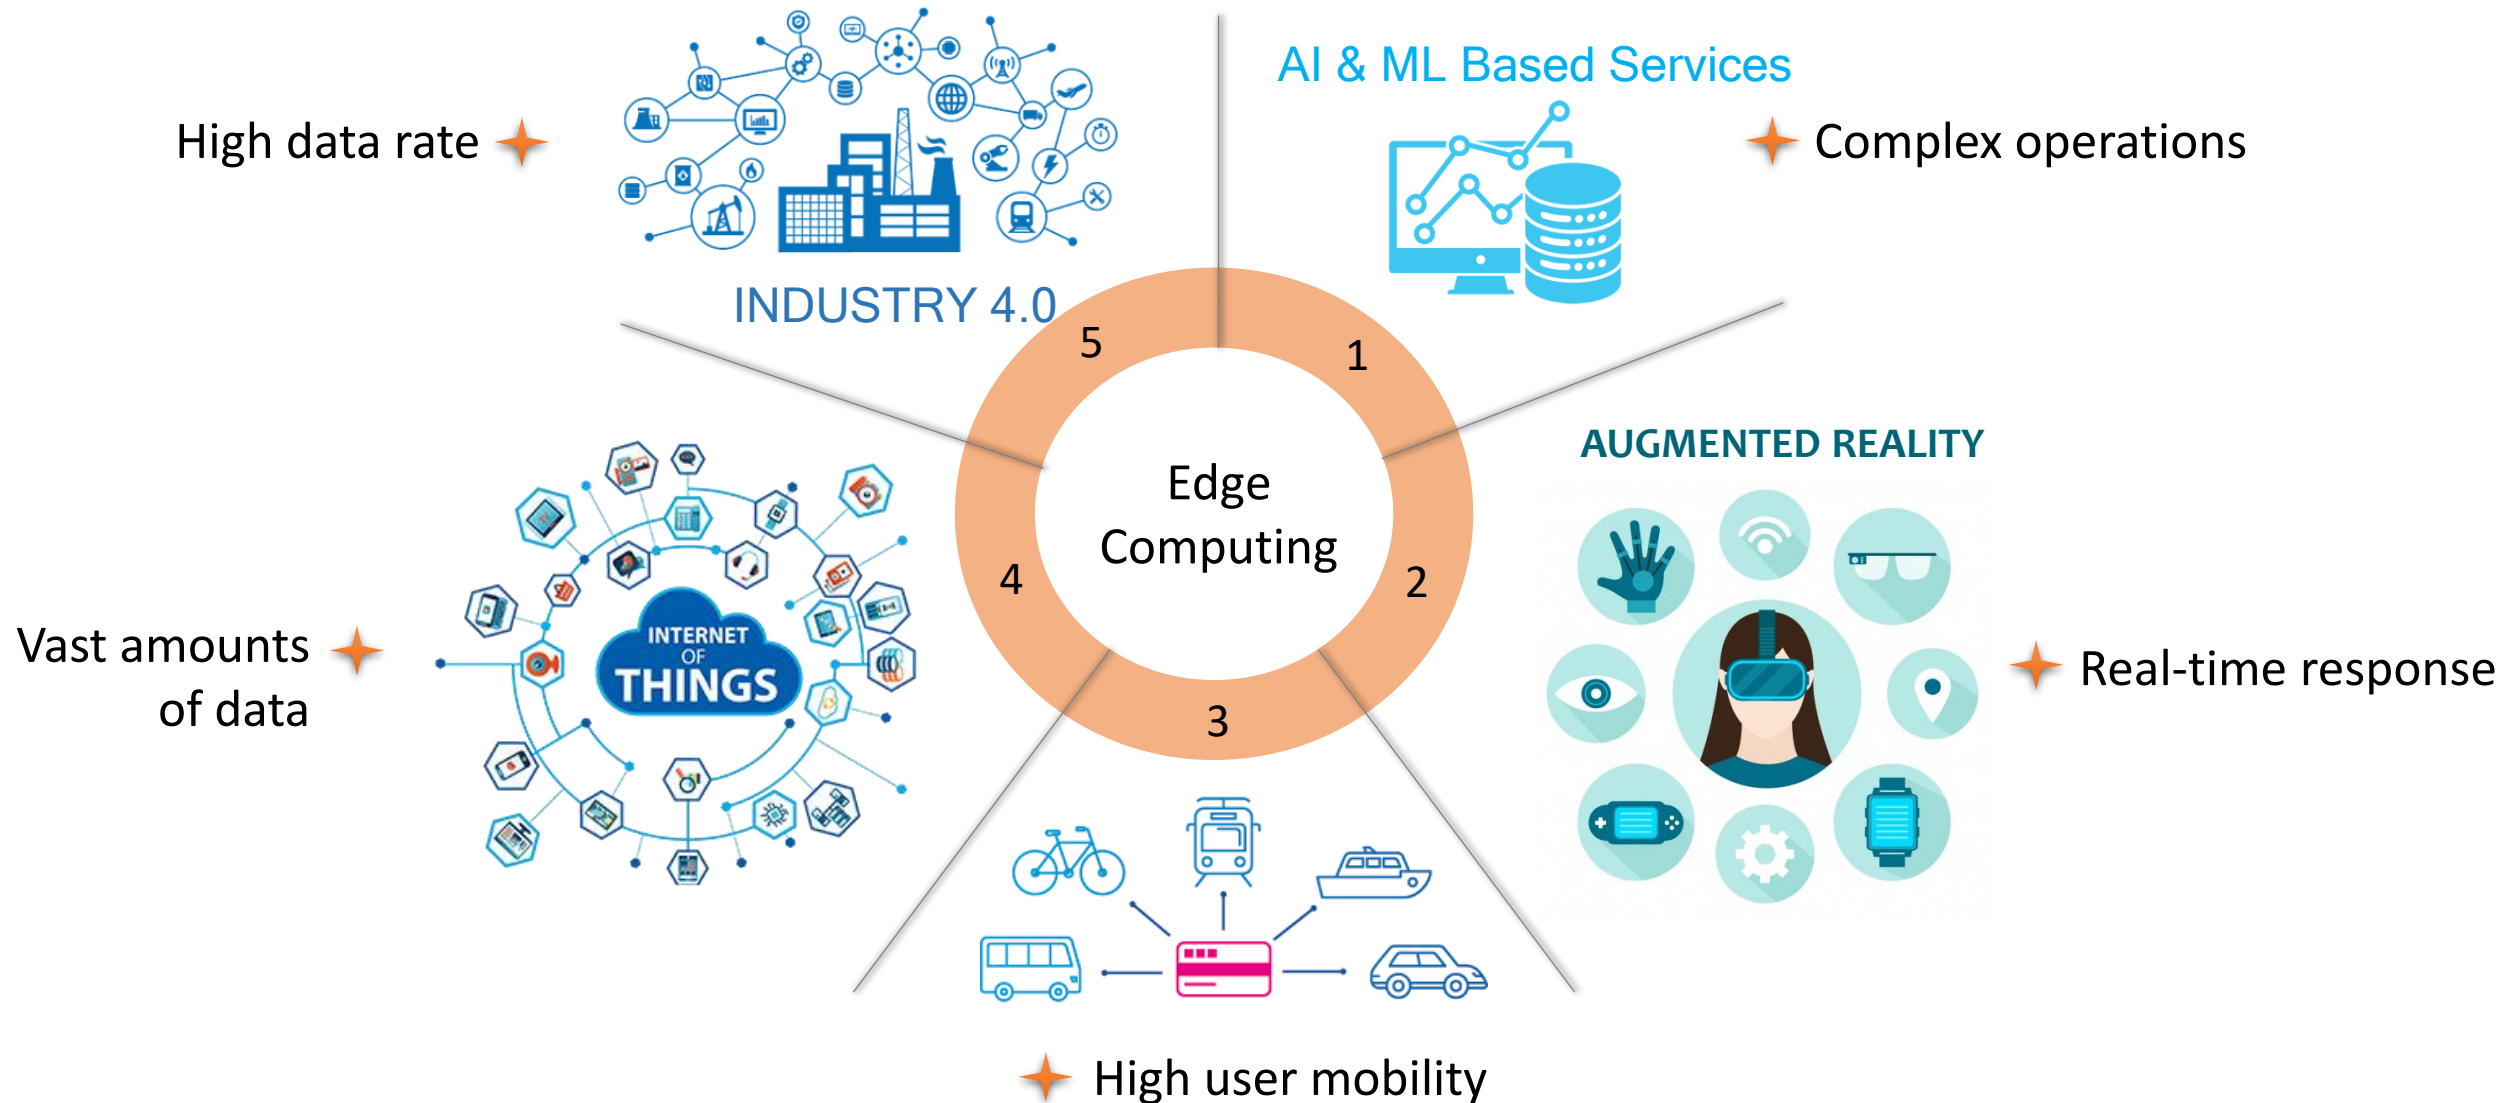 AI & ML Based Services
High data rate
Complex operations
INDUSTRY 4.0
5
1
AUGMENTED REALITY
Edge
Computing
4
2
INTERNET
OF
THINGS
Vast amounts
of data
Real-time response
3
High user mobility